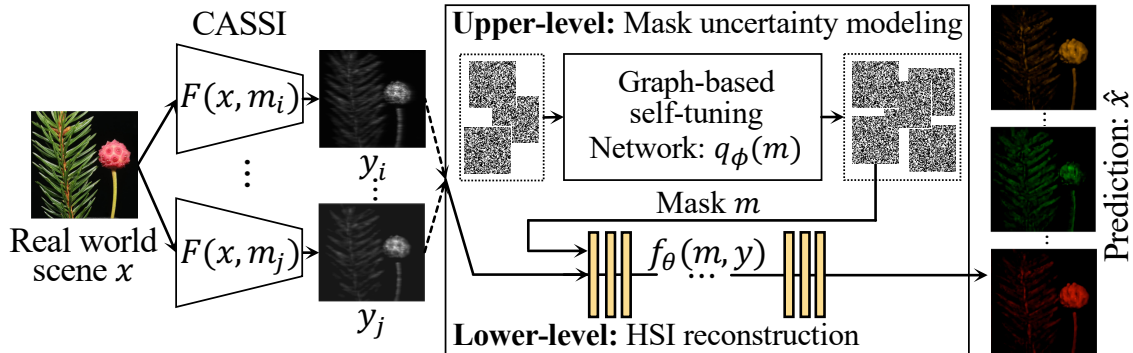 CASSI
F(x, m_i)
⋮
F(x, m_j)
Real world
scene x
y_i
⋮
y_j
Upper-level: Mask uncertainty modeling
Graph-based
self-tuning
Network: q_ϕ(m)
Mask m
f_θ(m, y)
...
Lower-level: HSI reconstruction
...
...
Prediction: x̂